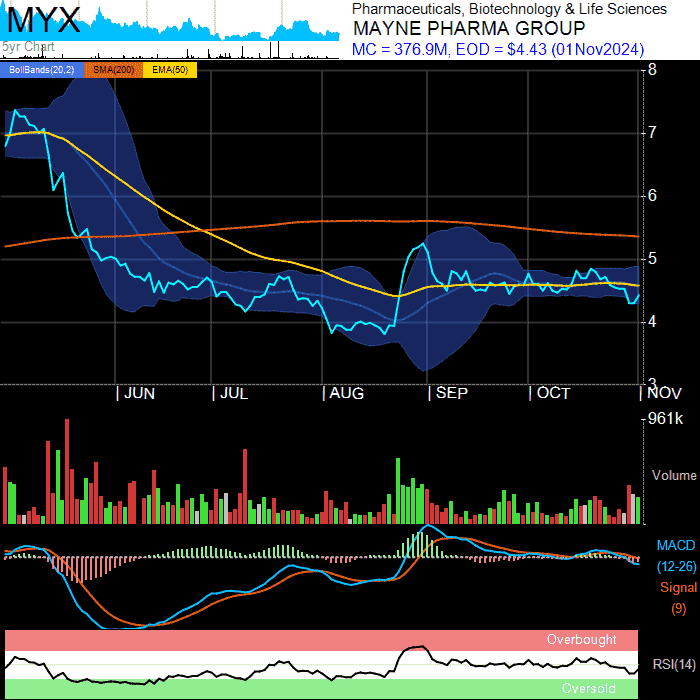 MYX
5yr Chart
Pharmaceuticals, Biotechnology & Life Sciences
MAYNE PHARMA GROUP
MC = 376.9M, EOD = $4.43 (01Nov2024)
BollBands(20,2) SMA(200) EMA(50)
8
7
6
5
4
3
JUN JUL AUG SEP OCT NOV
961k
Volume
MACD
(12-26)
Signal
(9)
Overbought
RSI(14)
Oversold